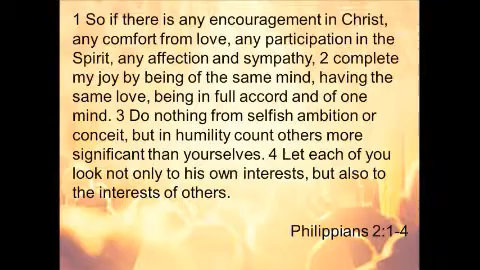 1 So if there is any encouragement in Christ,
any comfort from love, any participation in the
Spirit, any affection and sympathy, 2 complete
my joy by being of the same mind, having the
same love, being in full accord and of one
mind. 3 Do nothing from selfish ambition or
conceit, but in humility count others more
significant than yourselves. 4 Let each of you
look not only to his own interests, but also to
the interests of others.
Philippians 2:1-4